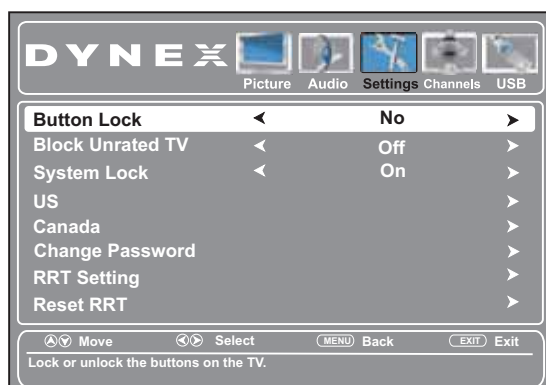 DYNEX
Picture Audio Settings Channels USB
Button Lock No
Block Unrated TV Off
System Lock On
US
Canada
Change Password
RRT Setting
Reset RRT
Move Select MENU Back EXIT Exit
Lock or unlock the buttons on the TV.